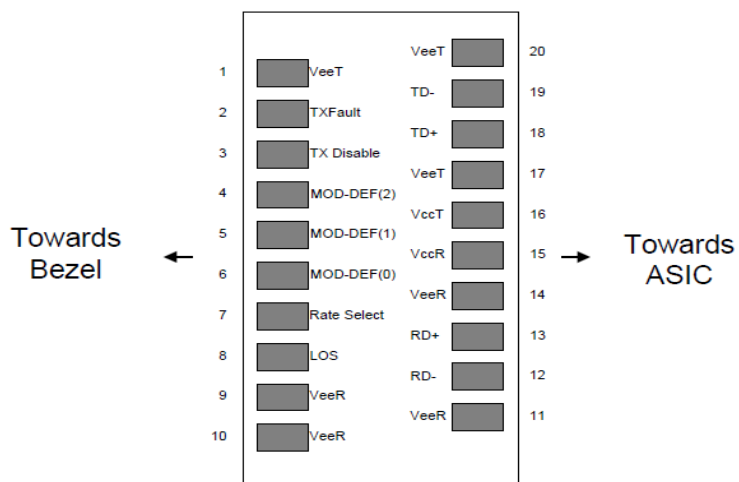 VeeT 20
1 VeeT
TD- 19
2 TXFault
TD+ 18
3 TX Disable
VeeT 17
4 MOD-DEF(2)
VccT 16
5 MOD-DEF(1)
VccR 15
6 MOD-DEF(0)
VeeR 14
7 Rate Select
RD+ 13
8 LOS
RD- 12
9 VeeR
VeeR 11
10 VeeR
Towards
Bezel
Towards
ASIC